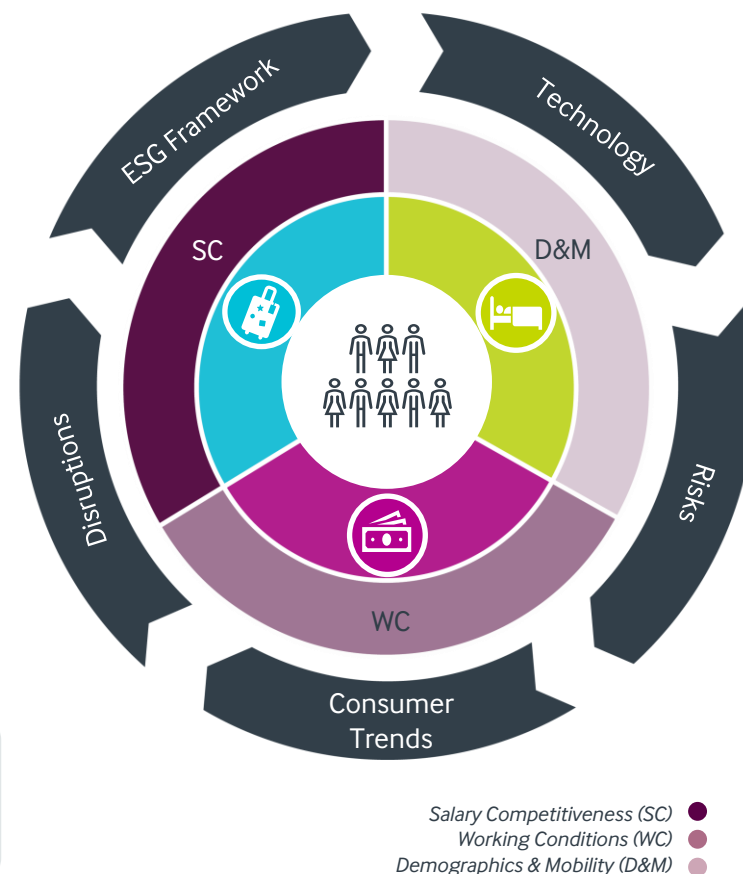 ESG Framework
Technology
SC
D&M
Disruptions
Risks
WC
Consumer
Trends
Salary Competitiveness (SC)
Working Conditions (WC)
Demographics & Mobility (D&M)